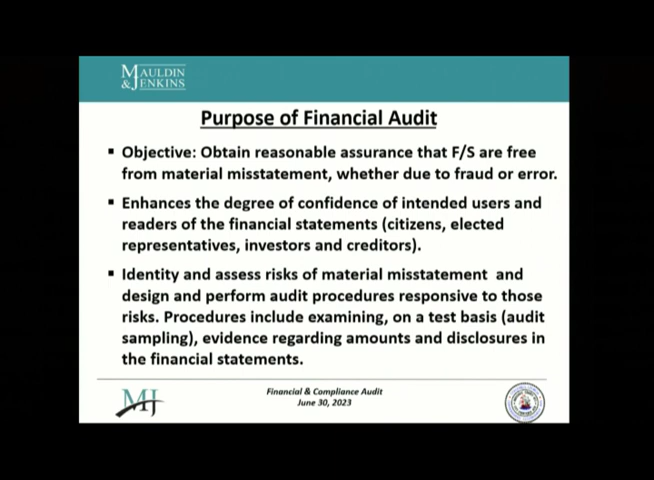 MAULDIN
& JENKINS
Purpose of Financial Audit
▪ Objective: Obtain reasonable assurance that F/S are free
from material misstatement, whether due to fraud or error.
▪ Enhances the degree of confidence of intended users and
readers of the financial statements (citizens, elected
representatives, investors and creditors).
▪ Identity and assess risks of material misstatement and
design and perform audit procedures responsive to those
risks. Procedures include examining, on a test basis (audit
sampling), evidence regarding amounts and disclosures in
the financial statements.
MJ
Financial & Compliance Audit
June 30, 2023